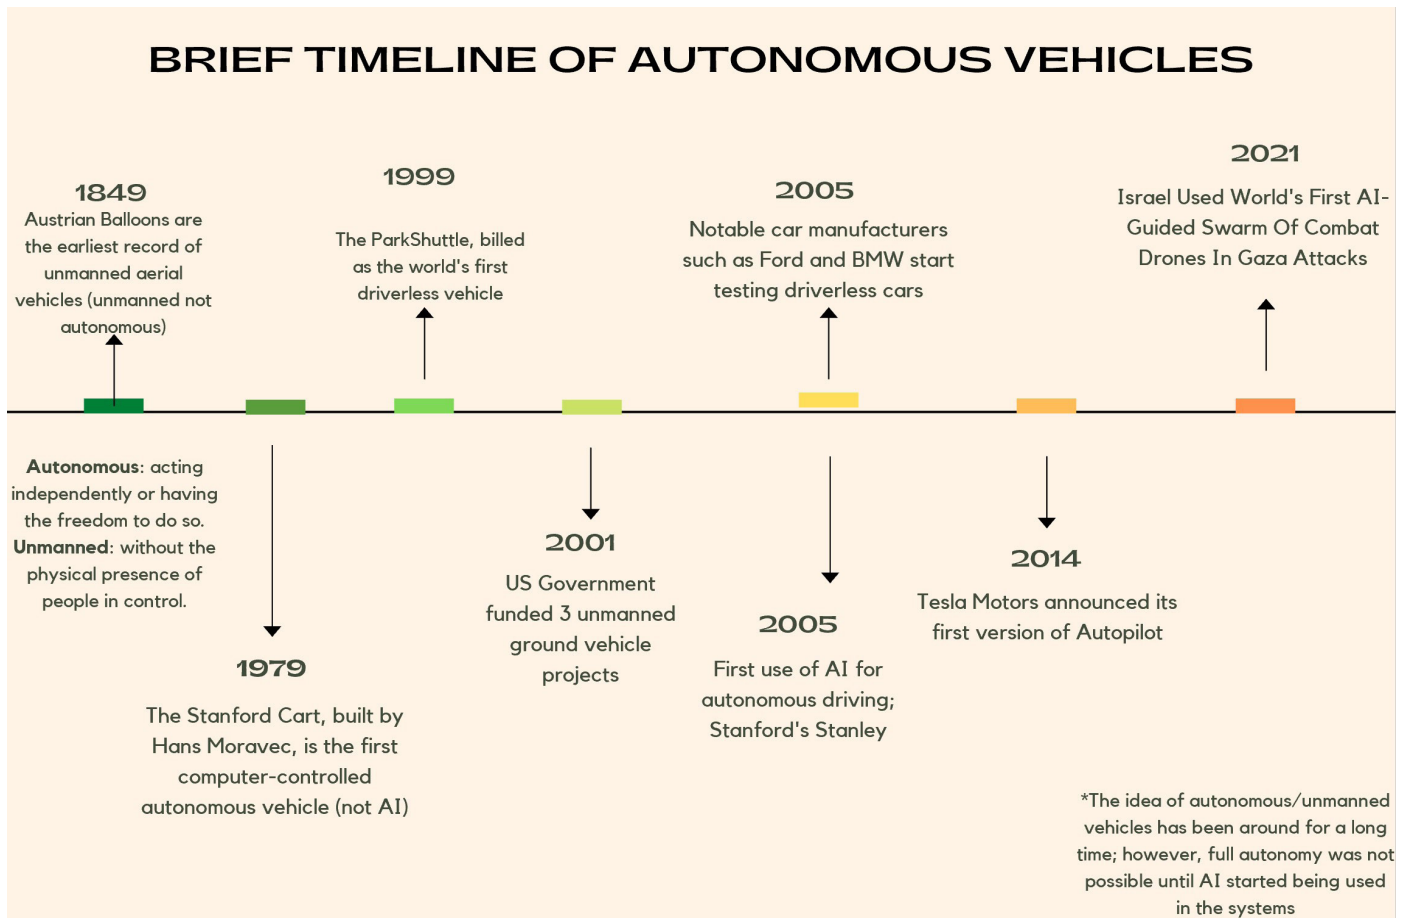 BRIEF TIMELINE OF AUTONOMOUS VEHICLES
1849
Austrian Balloons are
the earliest record of
unmanned aerial
vehicles (unmanned not
autonomous)
1999
The ParkShuttle, billed
as the world's first
driverless vehicle
2005
Notable car manufacturers
such as Ford and BMW start
testing driverless cars
2021
Israel Used World's First AI-
Guided Swarm Of Combat
Drones In Gaza Attacks
Autonomous: acting
independently or having
the freedom to do so.
Unmanned: without the
physical presence of
people in control.
1979
The Stanford Cart, built by
Hans Moravec, is the first
computer-controlled
autonomous vehicle (not AI)
2001
US Government
funded 3 unmanned
ground vehicle
projects
2005
First use of AI for
autonomous driving;
Stanford's Stanley
2014
Tesla Motors announced its
first version of Autopilot
*The idea of autonomous/unmanned
vehicles has been around for a long
time; however, full autonomy was not
possible until AI started being used
in the systems